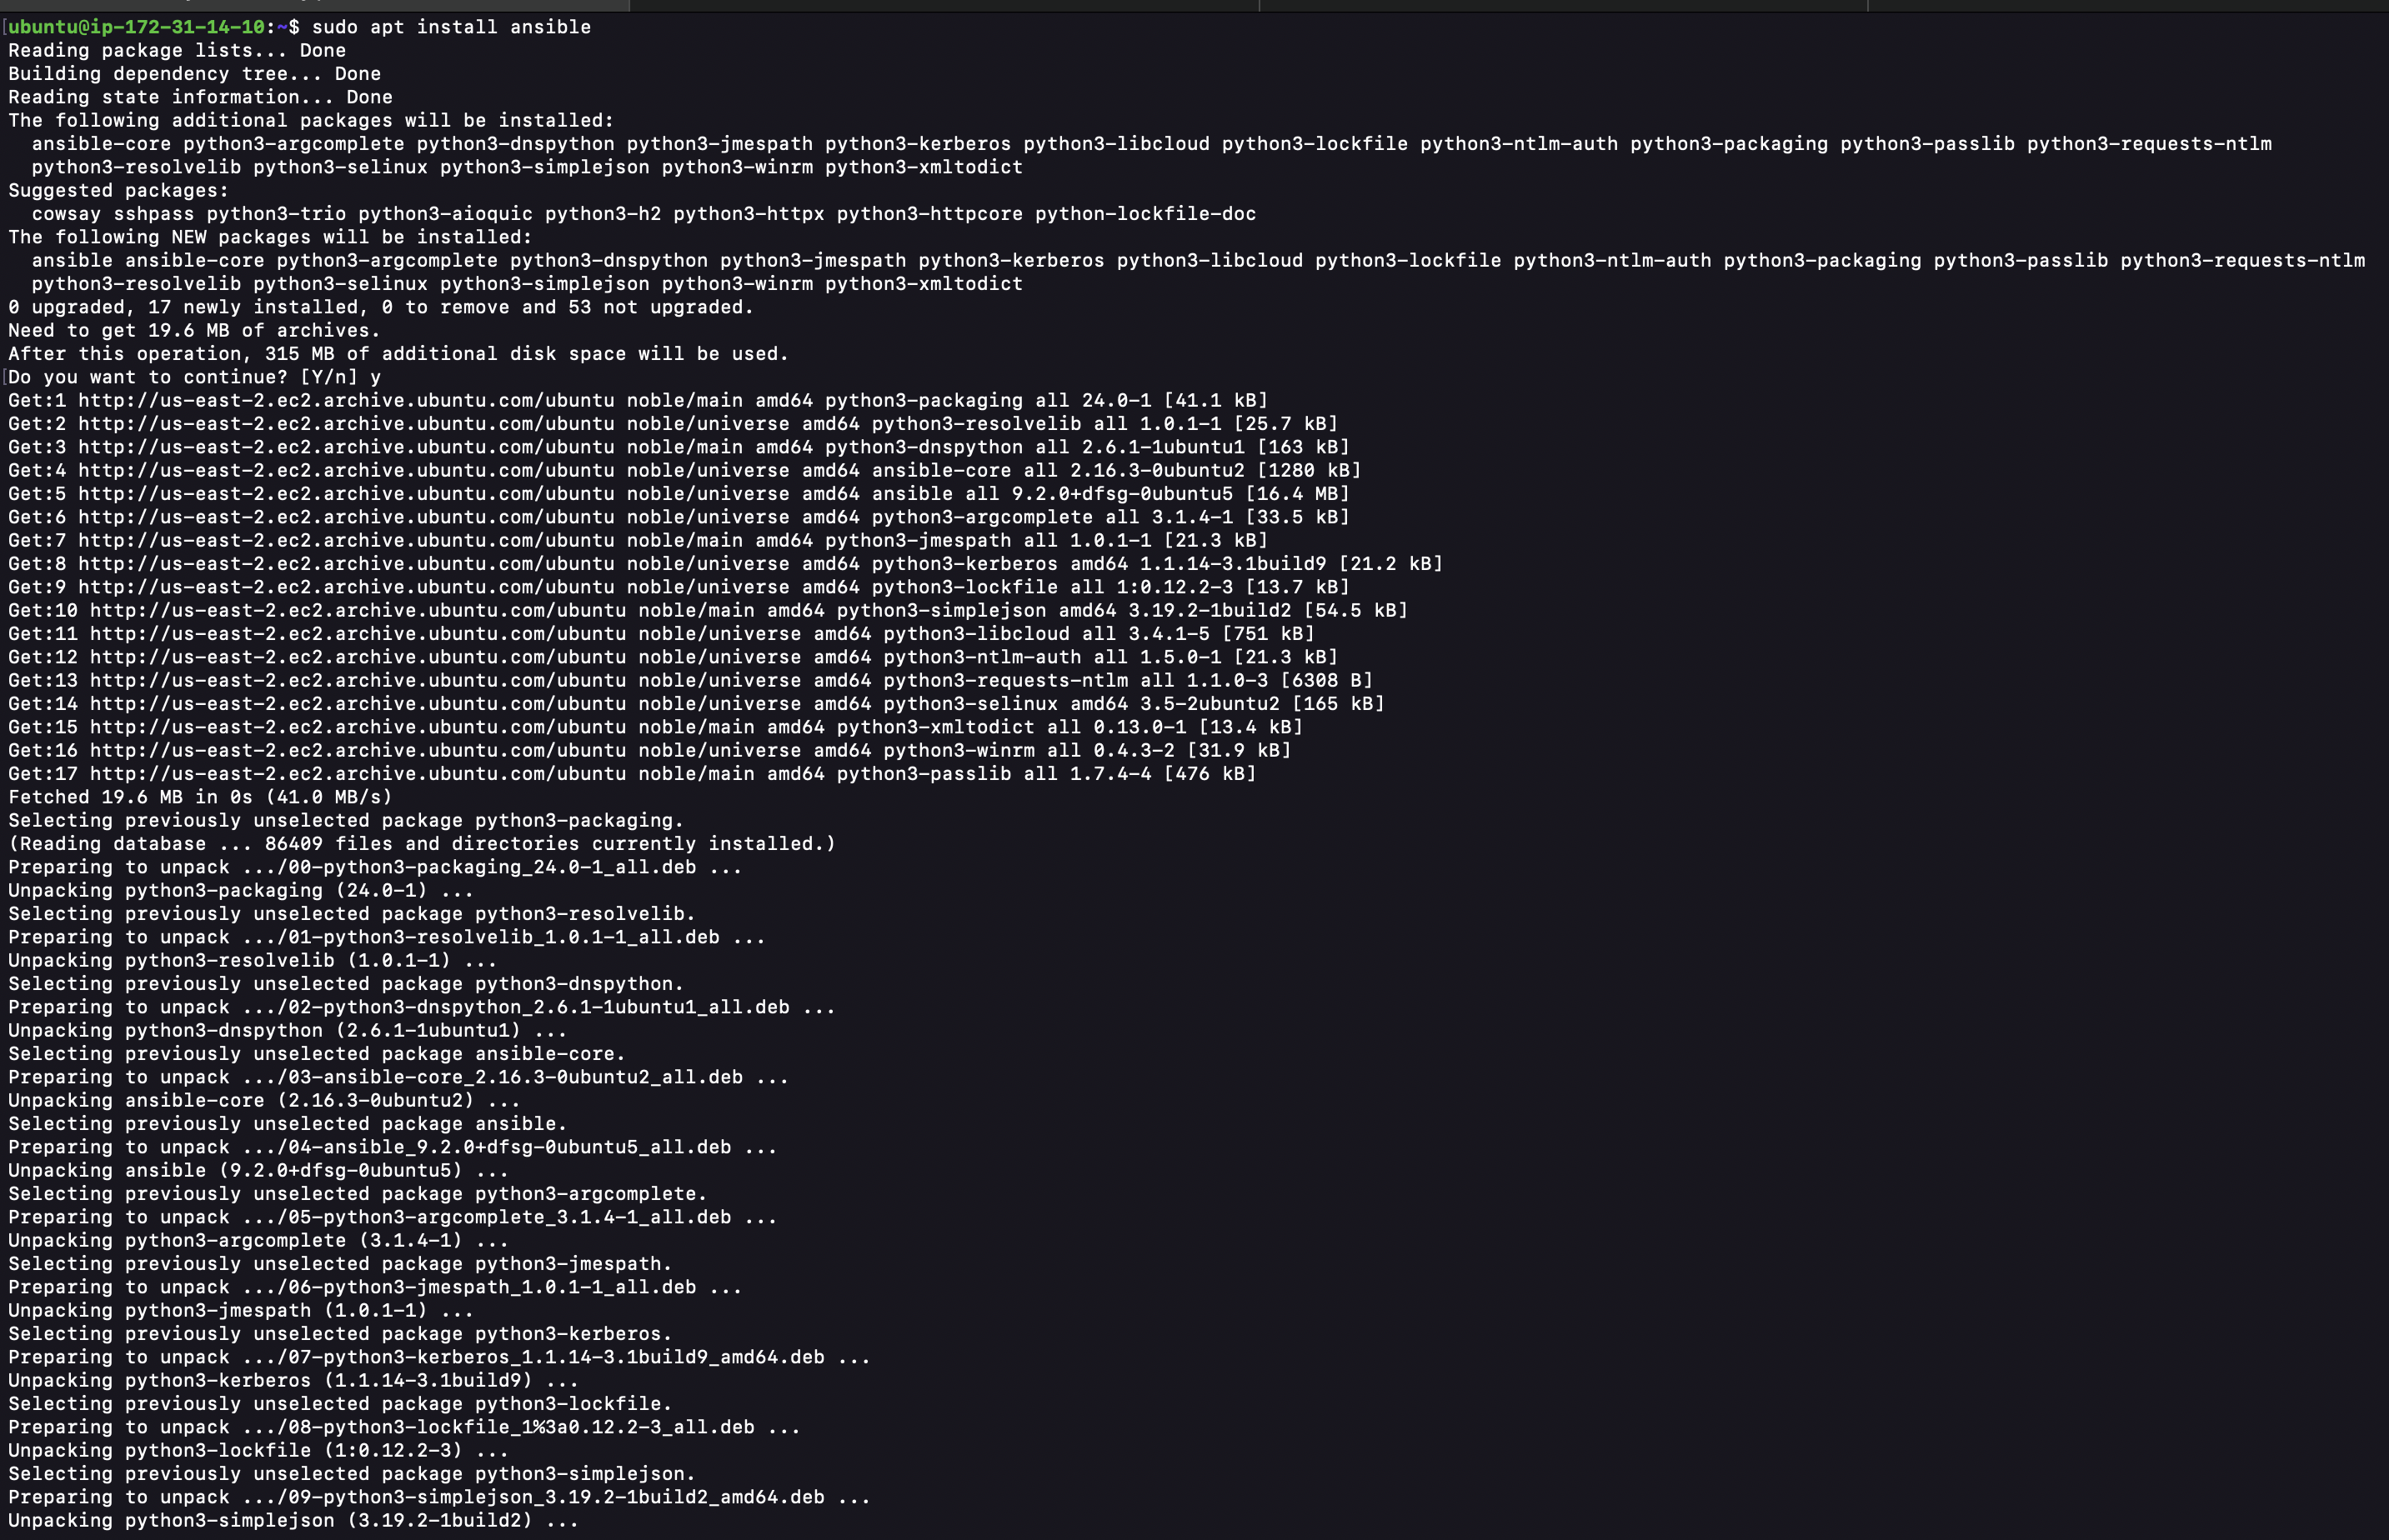 [ubuntu@ip-172-31-14-10:~$ sudo apt install ansible
Reading package lists... Done
Building dependency tree... Done
Reading state information... Done
The following additional packages will be installed:
  ansible-core python3-argcomplete python3-dnspython python3-jmespath python3-kerberos python3-libcloud python3-lockfile python3-ntlm-auth python3-packaging python3-passlib python3-requests-ntlm
  python3-resolvelib python3-selinux python3-simplejson python3-winrm python3-xmltodict
Suggested packages:
  cowsay sshpass python3-trio python3-aioquic python3-h2 python3-httpx python3-httpcore python-lockfile-doc
The following NEW packages will be installed:
  ansible ansible-core python3-argcomplete python3-dnspython python3-jmespath python3-kerberos python3-libcloud python3-lockfile python3-ntlm-auth python3-packaging python3-passlib python3-requests-ntlm
  python3-resolvelib python3-selinux python3-simplejson python3-winrm python3-xmltodict
0 upgraded, 17 newly installed, 0 to remove and 53 not upgraded.
Need to get 19.6 MB of archives.
After this operation, 315 MB of additional disk space will be used.
[Do you want to continue? [Y/n] y
Get:1 http://us-east-2.ec2.archive.ubuntu.com/ubuntu noble/main amd64 python3-packaging all 24.0-1 [41.1 kB]
Get:2 http://us-east-2.ec2.archive.ubuntu.com/ubuntu noble/universe amd64 python3-resolvelib all 1.0.1-1 [25.7 kB]
Get:3 http://us-east-2.ec2.archive.ubuntu.com/ubuntu noble/main amd64 python3-dnspython all 2.6.1-1ubuntu1 [163 kB]
Get:4 http://us-east-2.ec2.archive.ubuntu.com/ubuntu noble/universe amd64 ansible-core all 2.16.3-0ubuntu2 [1280 kB]
Get:5 http://us-east-2.ec2.archive.ubuntu.com/ubuntu noble/universe amd64 ansible all 9.2.0+dfsg-0ubuntu5 [16.4 MB]
Get:6 http://us-east-2.ec2.archive.ubuntu.com/ubuntu noble/universe amd64 python3-argcomplete all 3.1.4-1 [33.5 kB]
Get:7 http://us-east-2.ec2.archive.ubuntu.com/ubuntu noble/main amd64 python3-jmespath all 1.0.1-1 [21.3 kB]
Get:8 http://us-east-2.ec2.archive.ubuntu.com/ubuntu noble/universe amd64 python3-kerberos amd64 1.1.14-3.1build9 [21.2 kB]
Get:9 http://us-east-2.ec2.archive.ubuntu.com/ubuntu noble/universe amd64 python3-lockfile all 1:0.12.2-3 [13.7 kB]
Get:10 http://us-east-2.ec2.archive.ubuntu.com/ubuntu noble/main amd64 python3-simplejson amd64 3.19.2-1build2 [54.5 kB]
Get:11 http://us-east-2.ec2.archive.ubuntu.com/ubuntu noble/universe amd64 python3-libcloud all 3.4.1-5 [751 kB]
Get:12 http://us-east-2.ec2.archive.ubuntu.com/ubuntu noble/universe amd64 python3-ntlm-auth all 1.5.0-1 [21.3 kB]
Get:13 http://us-east-2.ec2.archive.ubuntu.com/ubuntu noble/universe amd64 python3-requests-ntlm all 1.1.0-3 [6308 B]
Get:14 http://us-east-2.ec2.archive.ubuntu.com/ubuntu noble/universe amd64 python3-selinux amd64 3.5-2ubuntu2 [165 kB]
Get:15 http://us-east-2.ec2.archive.ubuntu.com/ubuntu noble/main amd64 python3-xmltodict all 0.13.0-1 [13.4 kB]
Get:16 http://us-east-2.ec2.archive.ubuntu.com/ubuntu noble/universe amd64 python3-winrm all 0.4.3-2 [31.9 kB]
Get:17 http://us-east-2.ec2.archive.ubuntu.com/ubuntu noble/main amd64 python3-passlib all 1.7.4-4 [476 kB]
Fetched 19.6 MB in 0s (41.0 MB/s)
Selecting previously unselected package python3-packaging.
(Reading database ... 86409 files and directories currently installed.)
Preparing to unpack .../00-python3-packaging_24.0-1_all.deb ...
Unpacking python3-packaging (24.0-1) ...
Selecting previously unselected package python3-resolvelib.
Preparing to unpack .../01-python3-resolvelib_1.0.1-1_all.deb ...
Unpacking python3-resolvelib (1.0.1-1) ...
Selecting previously unselected package python3-dnspython.
Preparing to unpack .../02-python3-dnspython_2.6.1-1ubuntu1_all.deb ...
Unpacking python3-dnspython (2.6.1-1ubuntu1) ...
Selecting previously unselected package ansible-core.
Preparing to unpack .../03-ansible-core_2.16.3-0ubuntu2_all.deb ...
Unpacking ansible-core (2.16.3-0ubuntu2) ...
Selecting previously unselected package ansible.
Preparing to unpack .../04-ansible_9.2.0+dfsg-0ubuntu5_all.deb ...
Unpacking ansible (9.2.0+dfsg-0ubuntu5) ...
Selecting previously unselected package python3-argcomplete.
Preparing to unpack .../05-python3-argcomplete_3.1.4-1_all.deb ...
Unpacking python3-argcomplete (3.1.4-1) ...
Selecting previously unselected package python3-jmespath.
Preparing to unpack .../06-python3-jmespath_1.0.1-1_all.deb ...
Unpacking python3-jmespath (1.0.1-1) ...
Selecting previously unselected package python3-kerberos.
Preparing to unpack .../07-python3-kerberos_1.1.14-3.1build9_amd64.deb ...
Unpacking python3-kerberos (1.1.14-3.1build9) ...
Selecting previously unselected package python3-lockfile.
Preparing to unpack .../08-python3-lockfile_1%3a0.12.2-3_all.deb ...
Unpacking python3-lockfile (1:0.12.2-3) ...
Selecting previously unselected package python3-simplejson.
Preparing to unpack .../09-python3-simplejson_3.19.2-1build2_amd64.deb ...
Unpacking python3-simplejson (3.19.2-1build2) ...